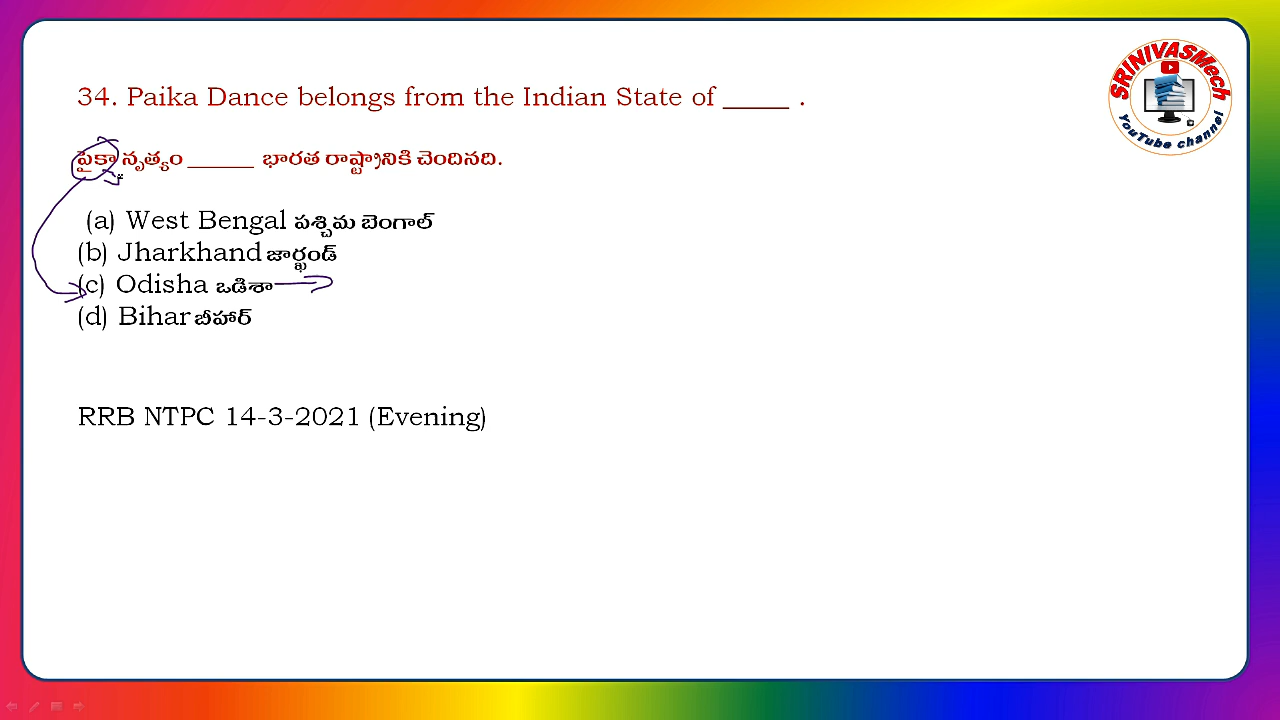 SRINIVASMech
YouTube channel
34. Paika Dance belongs from the Indian State of ____ .
పైకా నృత్యం _____ భారత రాష్ట్రానికి చెందినది.
(a) West Bengal పశ్చిమ బెంగాల్
(b) Jharkhand జార్ఖండ్
(c) Odisha ఒడిశా
(d) Bihar బీహార్
RRB NTPC 14-3-2021 (Evening)